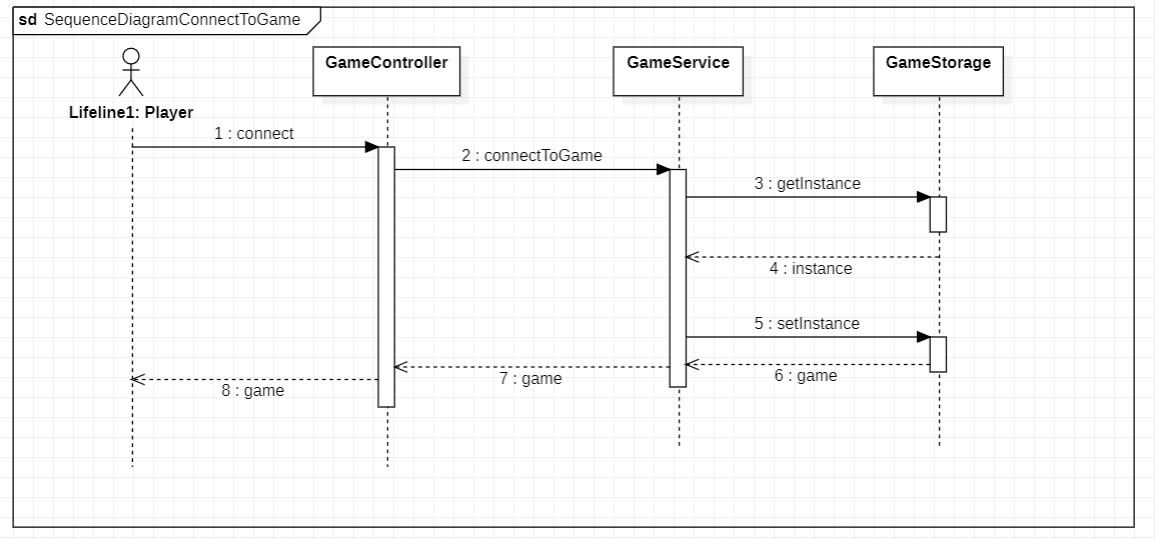 sd SequenceDiagramConnectToGame
GameController
GameService
GameStorage
Lifeline1: Player
1 : connect
2 : connectToGame
3 : getInstance
4 : instance
5 : setInstance
6 : game
7 : game
8 : game